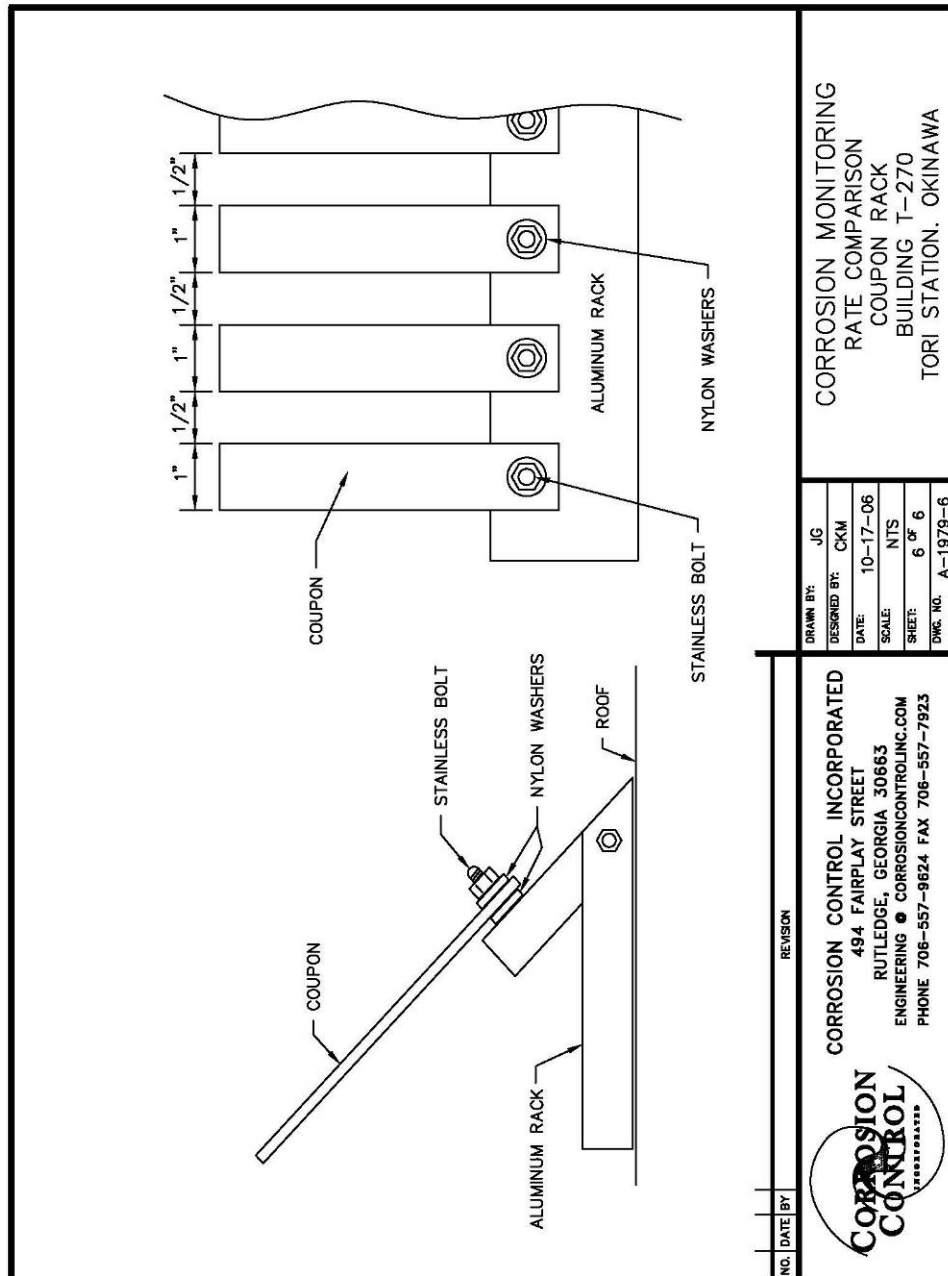 COUPON
STAINLESS BOLT
NYLON WASHERS
ALUMINUM RACK
ROOF
1"
1/2"
1"
1/2"
1"
1/2"
COUPON
ALUMINUM RACK
STAINLESS BOLT
NYLON WASHERS
NO.
DATE
BY
REVISION
CORROSION
CONTROL
INCORPORATED
CORROSION CONTROL INCORPORATED
494 FAIRPLAY STREET
RUTLEDGE, GEORGIA 30663
ENGINEERING @ CORROSIONCONTROLINC.COM
PHONE 706-557-9624 FAX 706-557-7923
DRAWN BY: JG
DESIGNED BY: CKM
DATE: 10-17-06
SCALE: NTS
SHEET: 6 OF 6
DWG. NO. A-1979-6
CORROSION MONITORING
RATE COMPARISON
COUPON RACK
BUILDING T-270
TORI STATION. OKINAWA